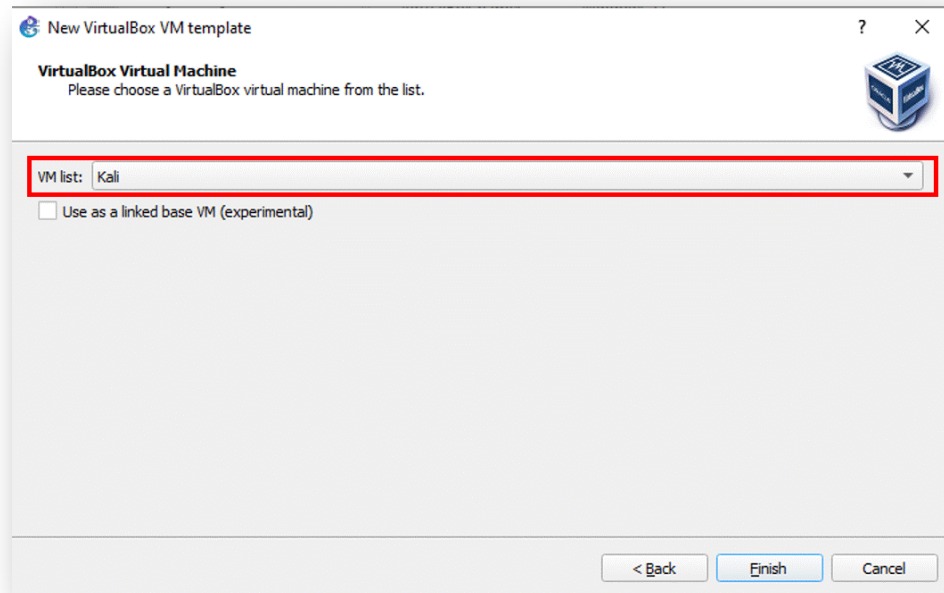 New VirtualBox VM template
VirtualBox Virtual Machine
Please choose a VirtualBox virtual machine from the list.
VM list: Kali
Use as a linked base VM (experimental)
< Back Finish Cancel